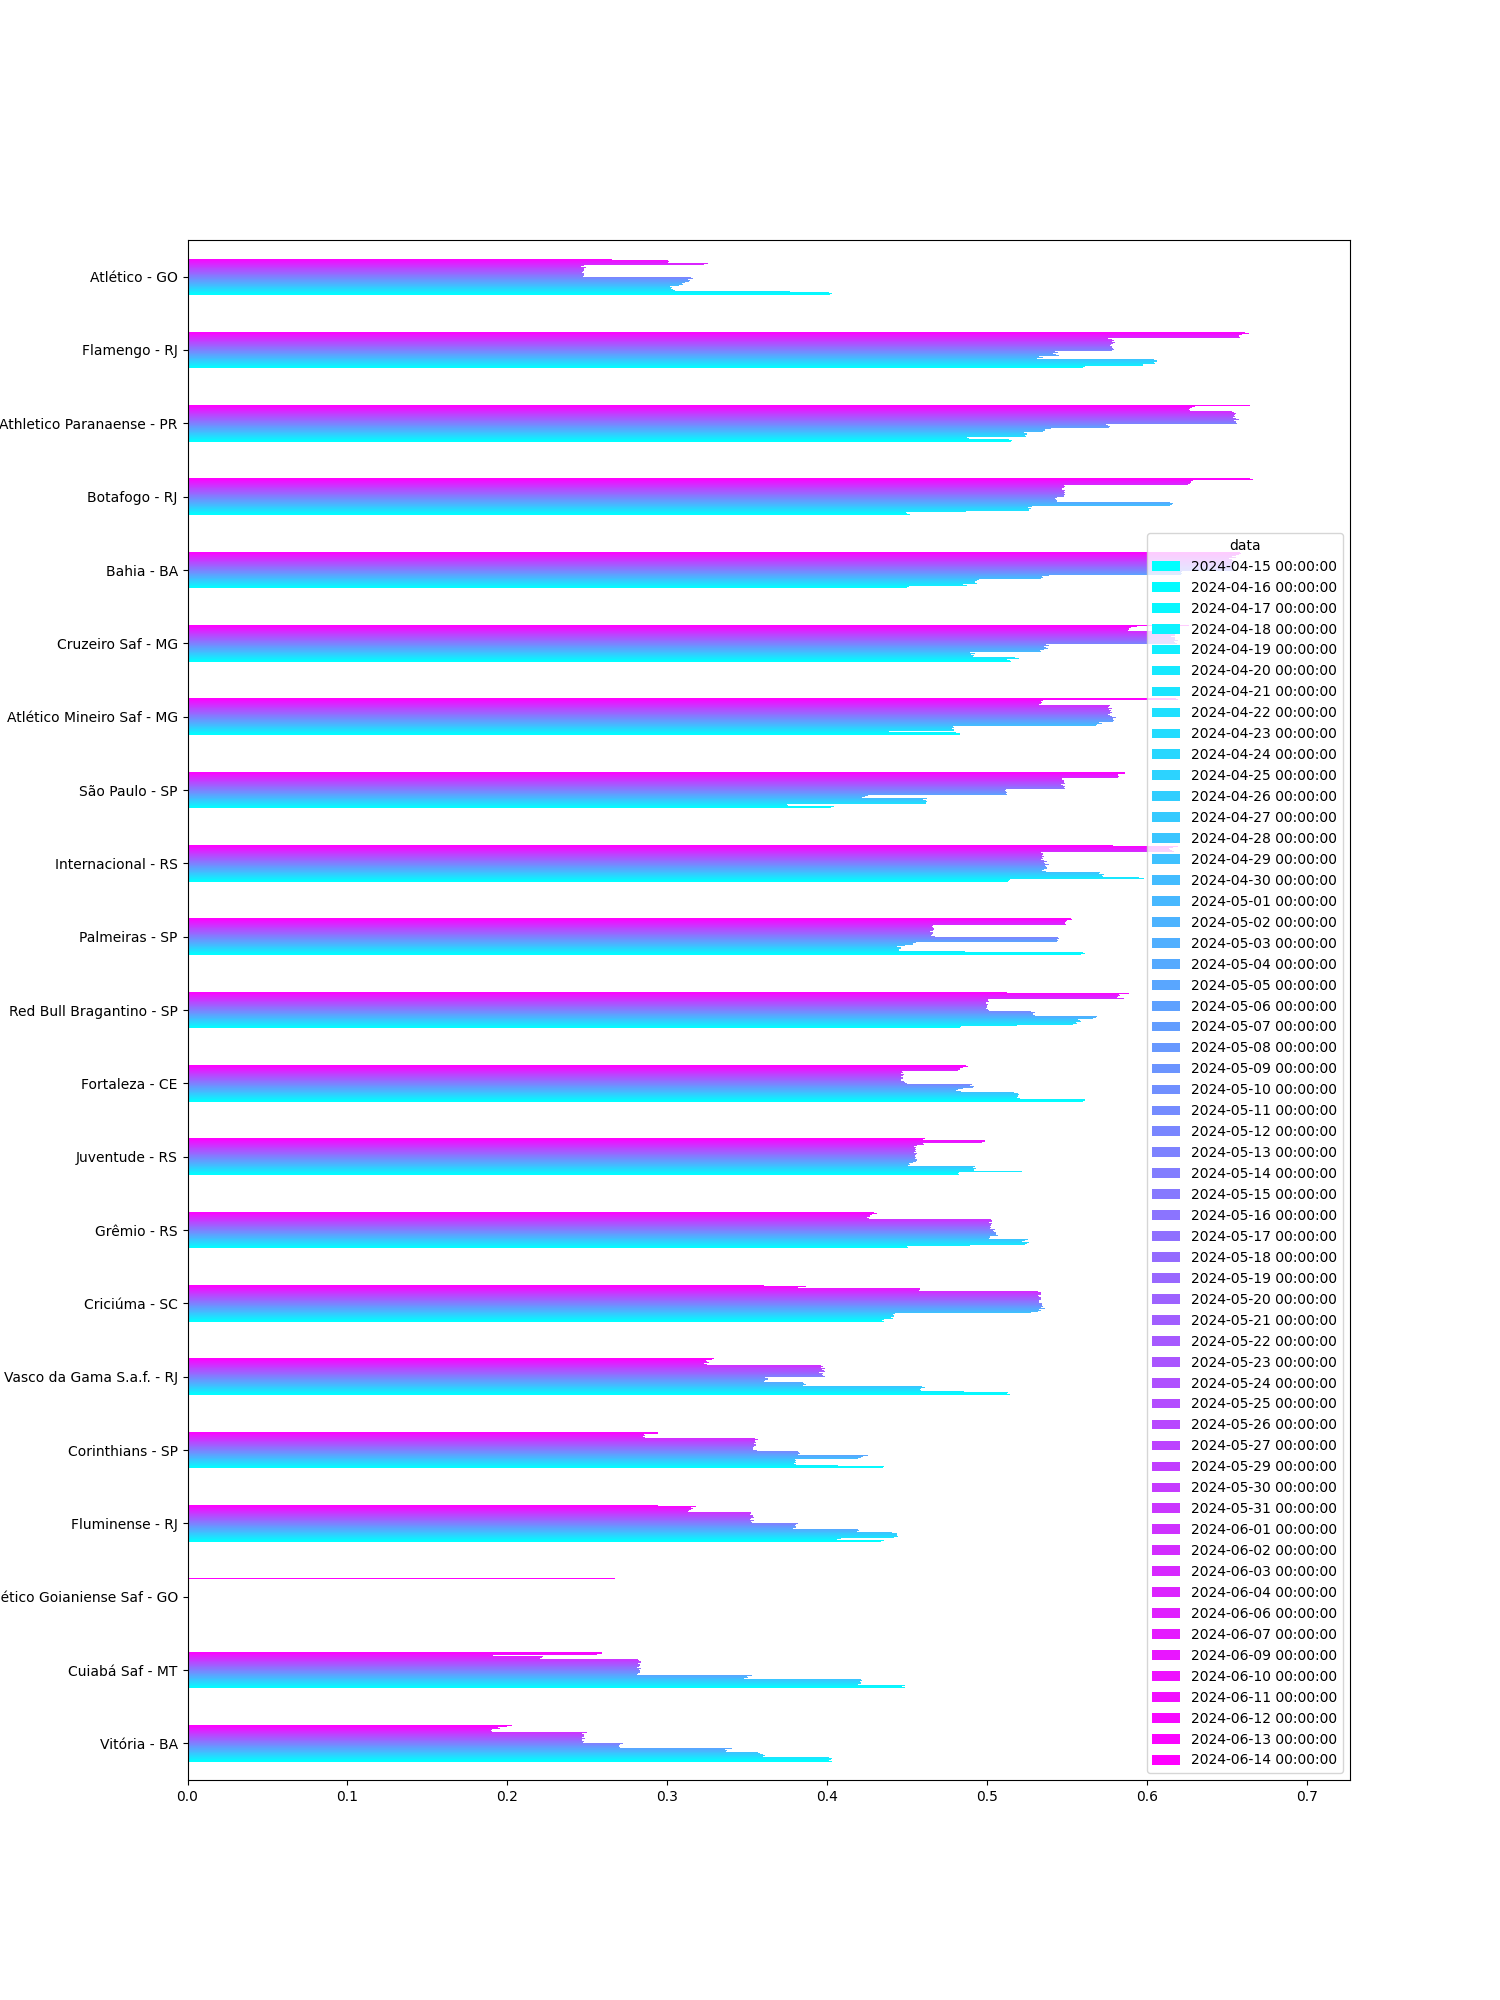 Atlético - GO
Flamengo - RJ
Athletico Paranaense - PR
Botafogo - RJ
Bahia - BA
Cruzeiro Saf - MG
Atlético Mineiro Saf - MG
São Paulo - SP
Internacional - RS
Palmeiras - SP
Red Bull Bragantino - SP
Fortaleza - CE
Juventude - RS
Grêmio - RS
Criciúma - SC
Vasco da Gama S.a.f. - RJ
Corinthians - SP
Fluminense - RJ
ético Goianiense Saf - GO
Cuiabá Saf - MT
Vitória - BA
0.0 0.1 0.2 0.3 0.4 0.5 0.6 0.7
data
2024-04-15 00:00:00
2024-04-16 00:00:00
2024-04-17 00:00:00
2024-04-18 00:00:00
2024-04-19 00:00:00
2024-04-20 00:00:00
2024-04-21 00:00:00
2024-04-22 00:00:00
2024-04-23 00:00:00
2024-04-24 00:00:00
2024-04-25 00:00:00
2024-04-26 00:00:00
2024-04-27 00:00:00
2024-04-28 00:00:00
2024-04-29 00:00:00
2024-04-30 00:00:00
2024-05-01 00:00:00
2024-05-02 00:00:00
2024-05-03 00:00:00
2024-05-04 00:00:00
2024-05-05 00:00:00
2024-05-06 00:00:00
2024-05-07 00:00:00
2024-05-08 00:00:00
2024-05-09 00:00:00
2024-05-10 00:00:00
2024-05-11 00:00:00
2024-05-12 00:00:00
2024-05-13 00:00:00
2024-05-14 00:00:00
2024-05-15 00:00:00
2024-05-16 00:00:00
2024-05-17 00:00:00
2024-05-18 00:00:00
2024-05-19 00:00:00
2024-05-20 00:00:00
2024-05-21 00:00:00
2024-05-22 00:00:00
2024-05-23 00:00:00
2024-05-24 00:00:00
2024-05-25 00:00:00
2024-05-26 00:00:00
2024-05-27 00:00:00
2024-05-29 00:00:00
2024-05-30 00:00:00
2024-05-31 00:00:00
2024-06-01 00:00:00
2024-06-02 00:00:00
2024-06-03 00:00:00
2024-06-04 00:00:00
2024-06-06 00:00:00
2024-06-07 00:00:00
2024-06-09 00:00:00
2024-06-10 00:00:00
2024-06-11 00:00:00
2024-06-12 00:00:00
2024-06-13 00:00:00
2024-06-14 00:00:00